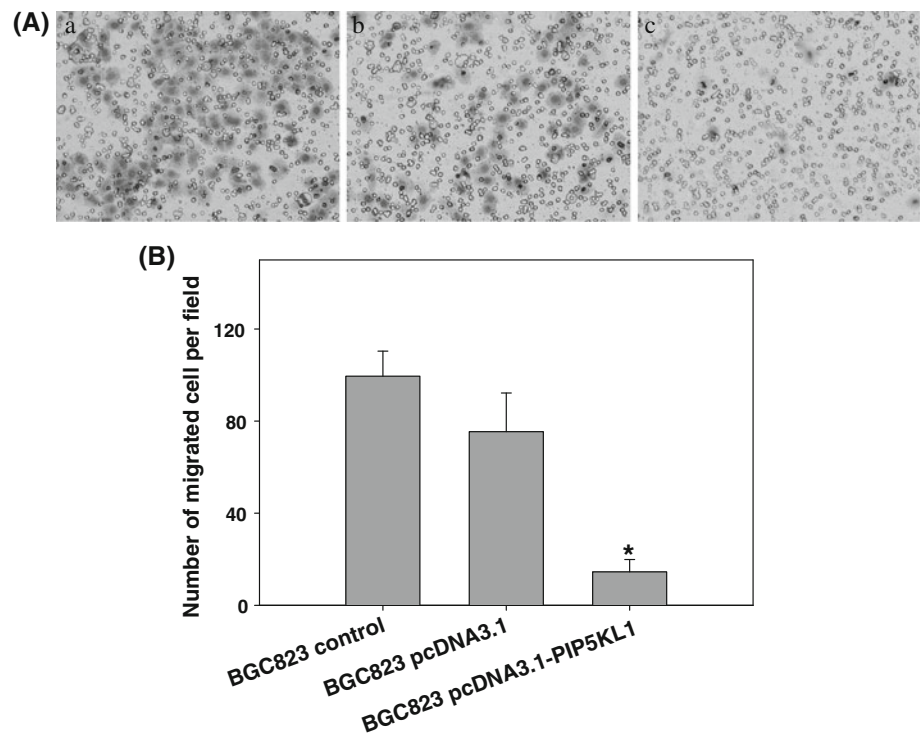 (A)
a
b
c
(B)
Number of migrated cell per field
120
80
40
0
*
BGC823 control
BGC823 pcDNA3.1
BGC823 pcDNA3.1-PIP5KL1